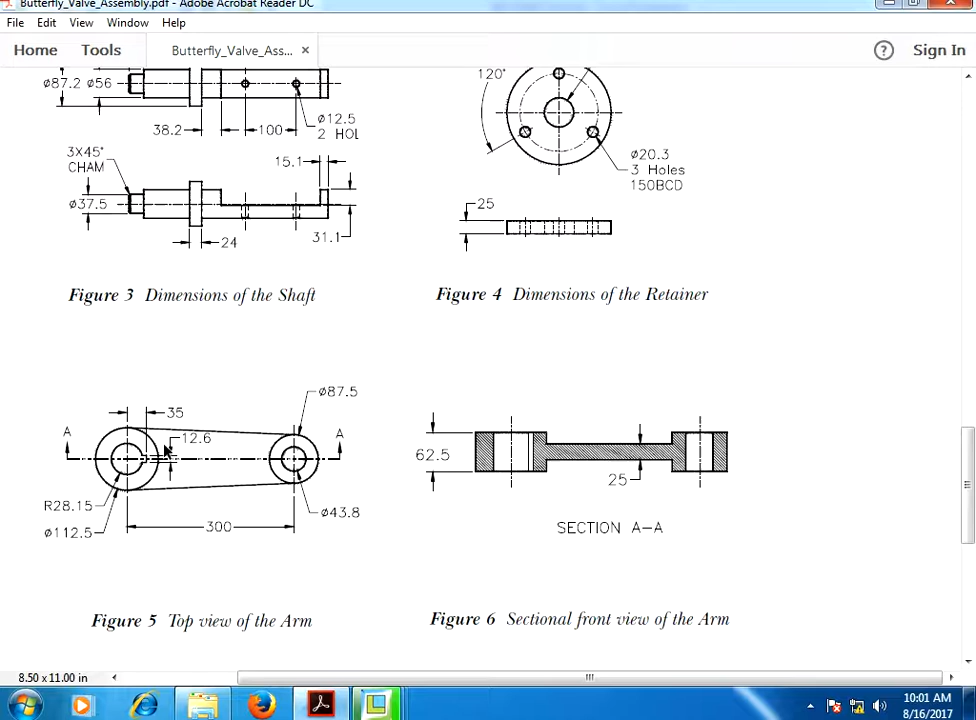 Butterfly_Valve_Assembly.pdf - Adobe Acrobat Reader DC
File Edit View Window Help
Home Tools Butterfly_Valve_Ass... × ? Sign In
ø87.2 ø56
ø12.5
2 HOL
38.2 100
120°
ø20.3
3 Holes
150BCD
3X45°
CHAM
15.1
ø37.5
24
31.1
25
Figure 3 Dimensions of the Shaft
Figure 4 Dimensions of the Retainer
ø87.5
35
A
12.6
A
R28.15
ø112.5
300
ø43.8
62.5
25
SECTION A-A
Figure 5 Top view of the Arm
Figure 6 Sectional front view of the Arm
8.50 x 11.00 in
10:01 AM
8/16/2017